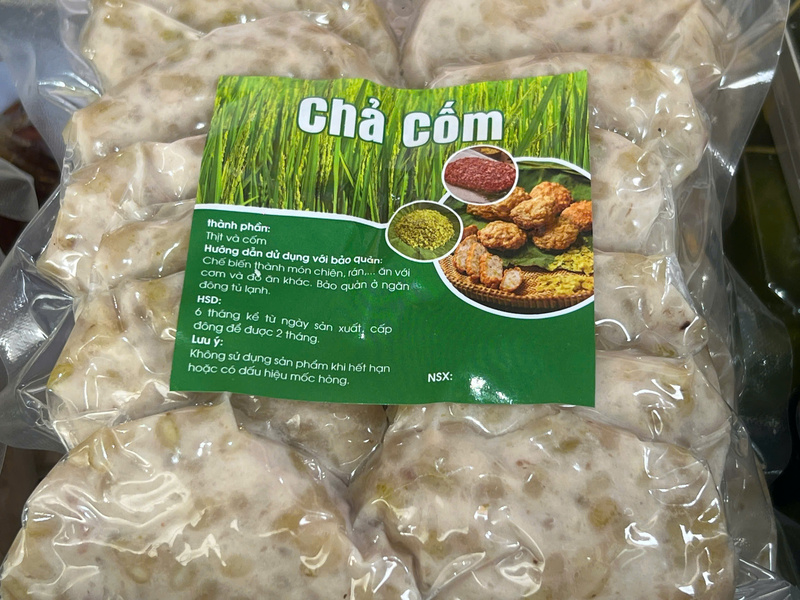 Chả cốm
thành phần:
Thịt và cốm
Hướng dẫn dử dụng với bảo quản:
Chế biến thành món chiên, rán,... ăn với
cơm và đồ ăn khác. Bảo quản ở ngăn
đông tủ lạnh.
HSD:
6 tháng kể từ ngày sản xuất, cấp
đông để được 2 tháng.
Lưu ý:
Không sử dụng sản phẩm khi hết hạn
hoặc có dấu hiệu mốc hỏng.
NSX: